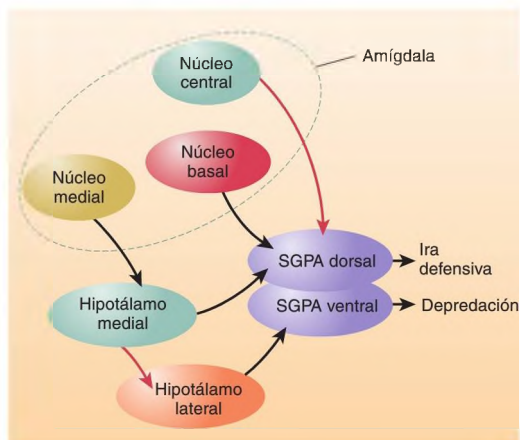 Amígdala
Núcleo
central
Núcleo
basal
Núcleo
medial
SGPA dorsal
Ira
defensiva
Hipotálamo
medial
SGPA ventral
Depredación
Hipotálamo
lateral